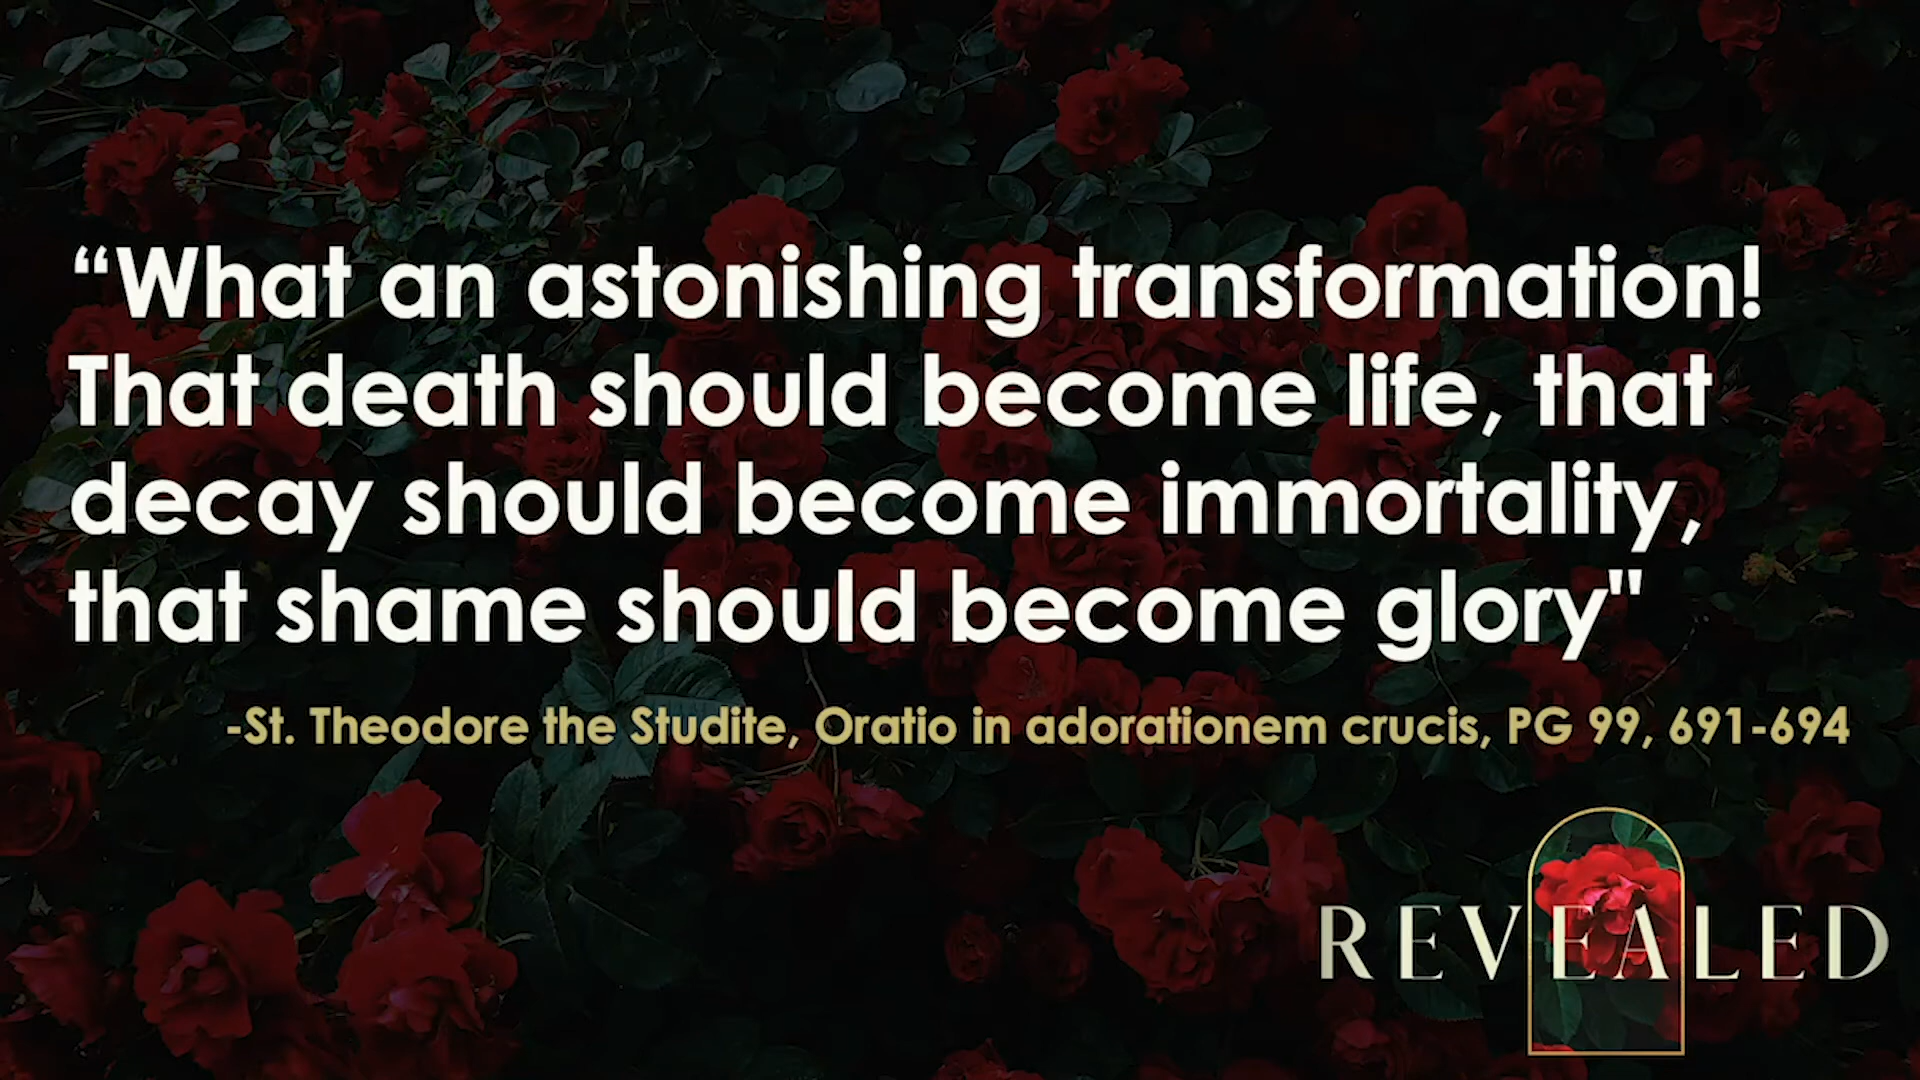 “What an astonishing transformation!
That death should become life, that
decay should become immortality,
that shame should become glory"
-St. Theodore the Studite, Oratio in adorationem crucis, PG 99, 691-694
REVEALED